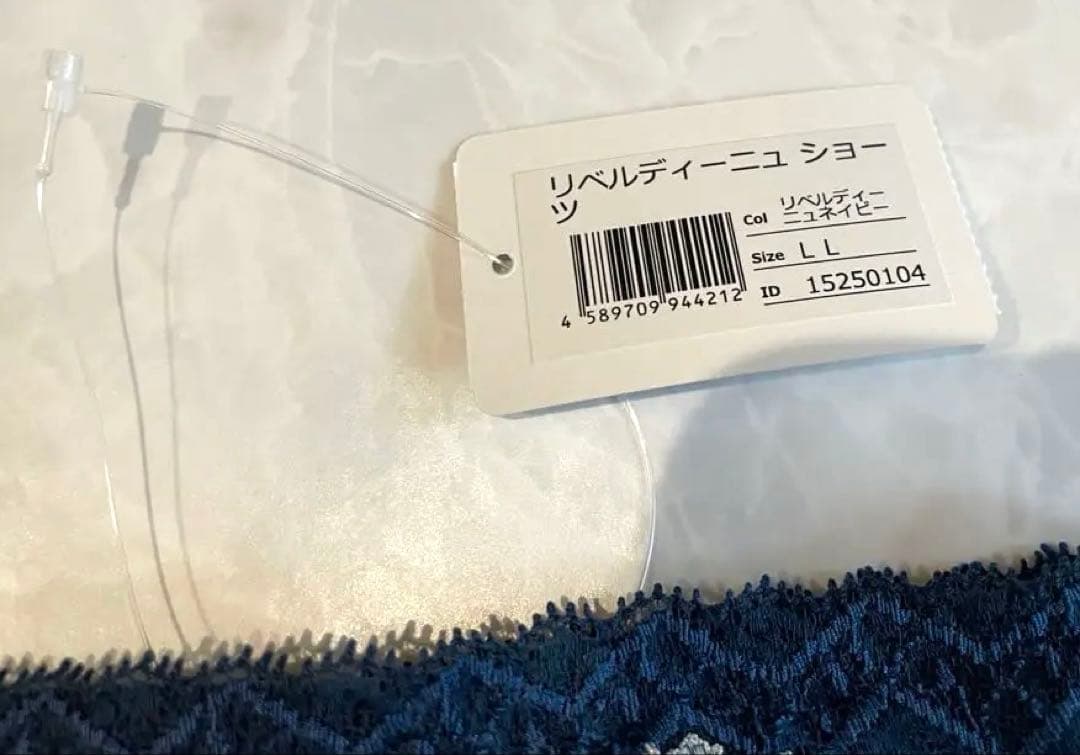 リベルディーニュ ショー
ツ
Col リベルディー
ニュネイビー
Size LL
ID 15250104
4 589709 944212